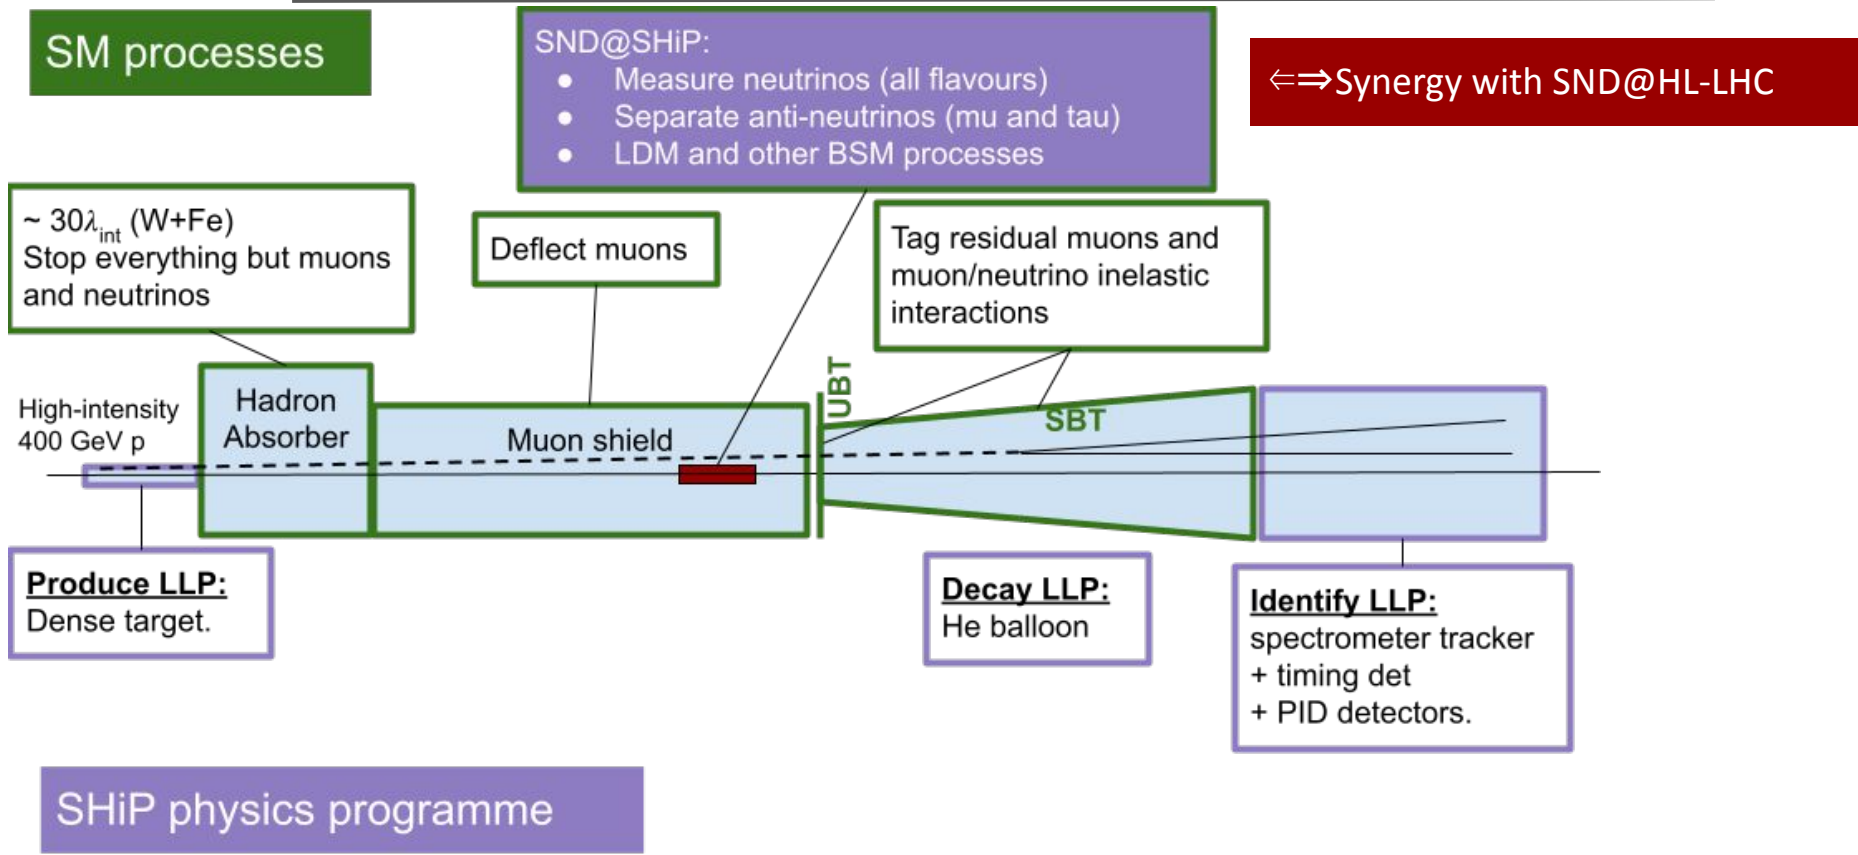 SM processes
SND@SHiP:
● Measure neutrinos (all flavours)
● Separate anti-neutrinos (mu and tau)
● LDM and other BSM processes
⇐⇒Synergy with SND@HL-LHC
~ 30λint (W+Fe)
Stop everything but muons
and neutrinos
Deflect muons
Tag residual muons and
muon/neutrino inelastic
interactions
High-intensity
400 GeV p
Hadron
Absorber
Muon shield
UBT
SBT
Produce LLP:
Dense target.
Decay LLP:
He balloon
Identify LLP:
spectrometer tracker
+ timing det
+ PID detectors.
SHiP physics programme